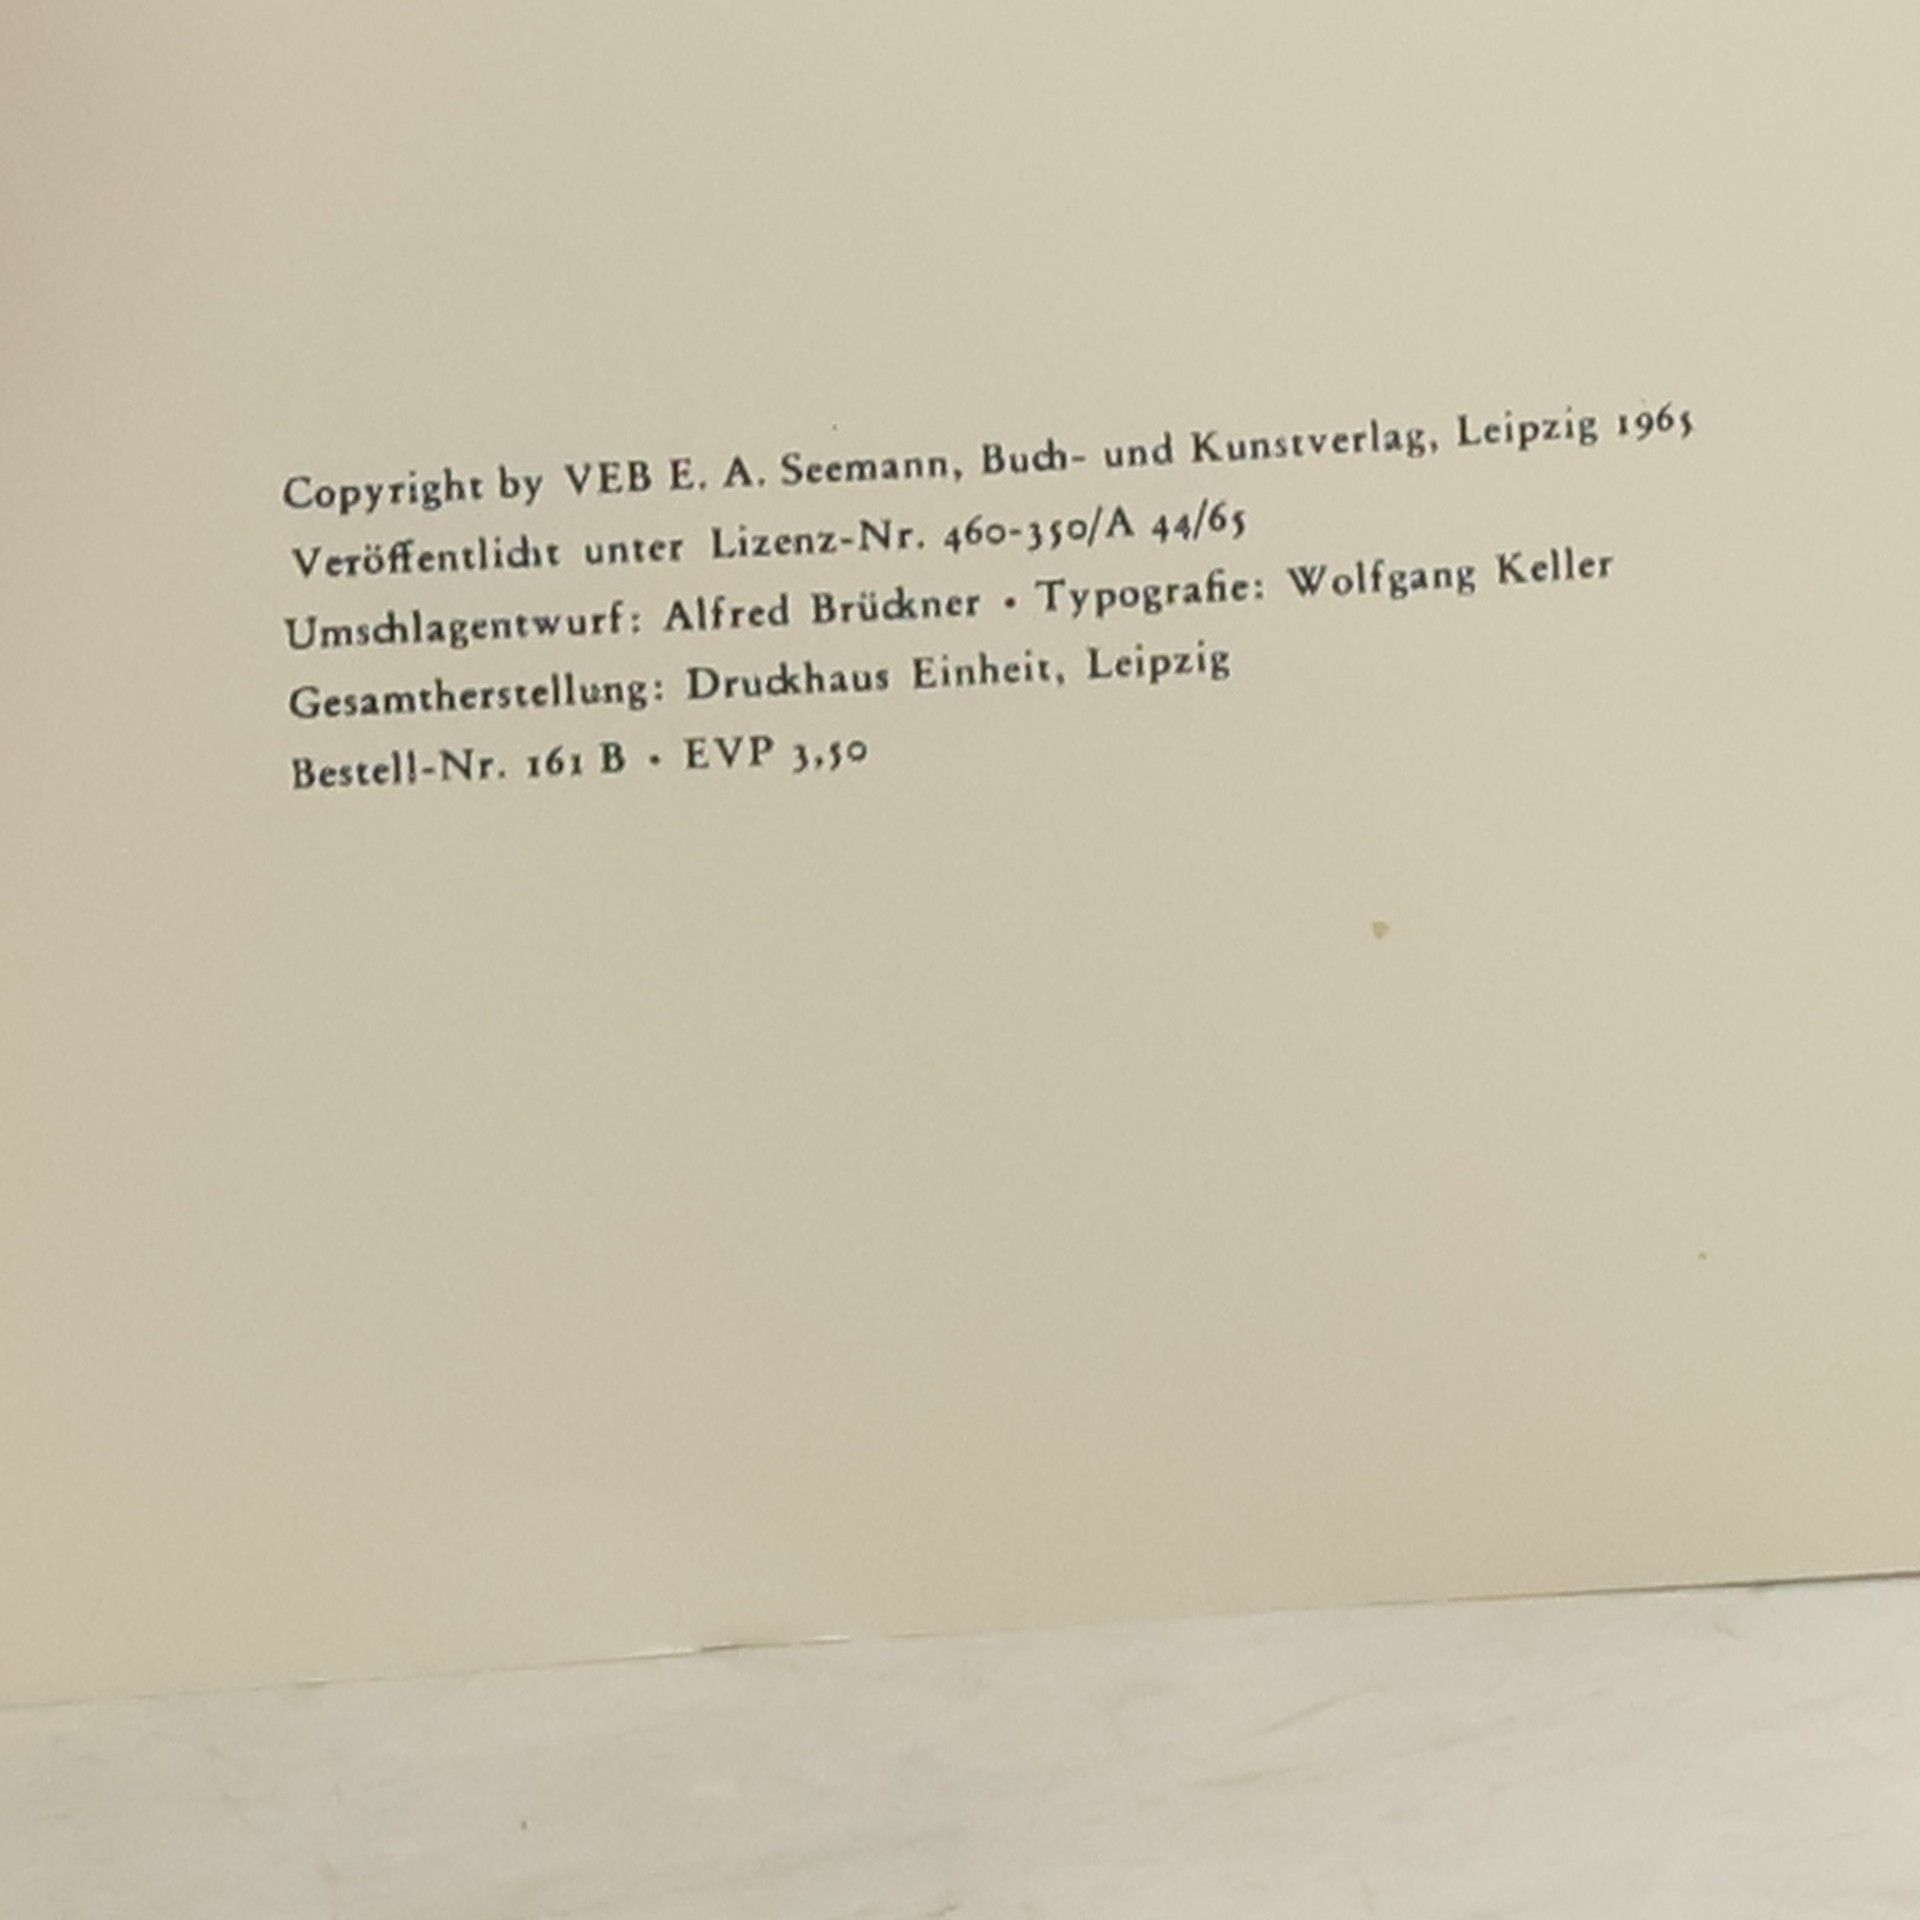 Copyright by VEB E. A. Seemann, Buch- und Kunstverlag, Leipzig 1965
Veröffentlicht unter Lizenz-Nr. 460-350/A 44/65
Umschlagentwurf: Alfred Brückner · Typografie: Wolfgang Keller
Gesamtherstellung: Druckhaus Einheit, Leipzig
Bestell-Nr. 161 B · EVP 3,50